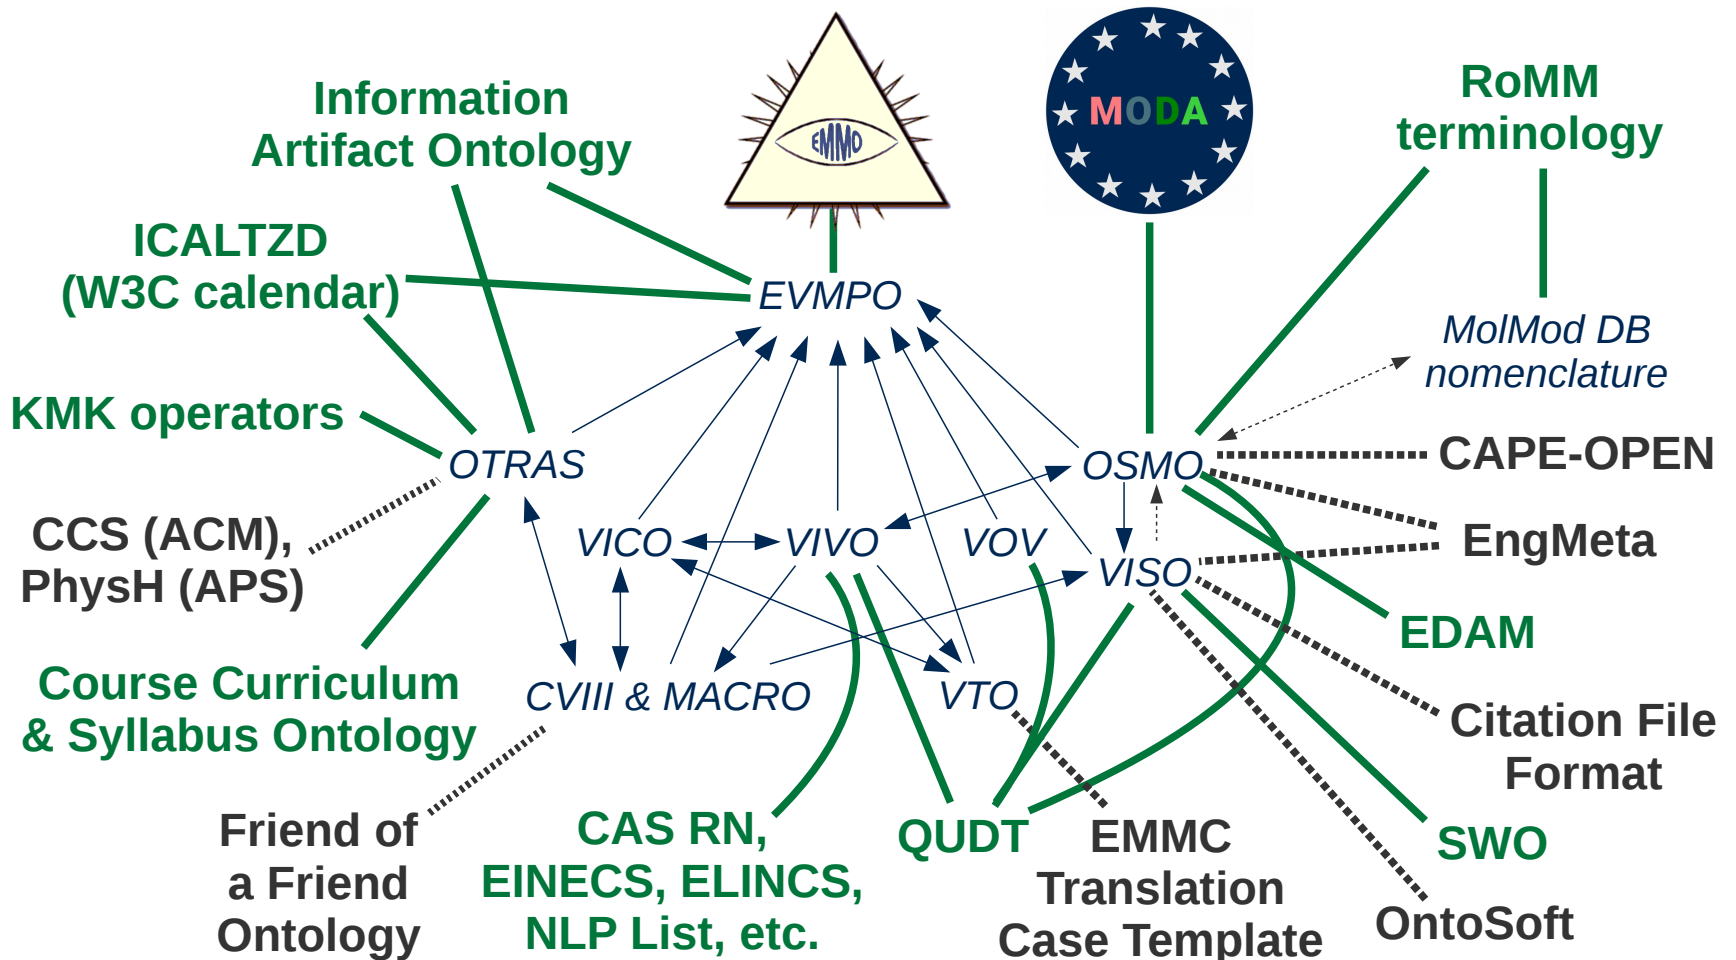 Information
Artifact Ontology
EMMO
MODA
RoMM
terminology
ICALTZD
(W3C calendar)
EVMPO
MolMod DB
nomenclature
KMK operators
OTRAS
OSMO
CAPE-OPEN
CCS (ACM),
PhysH (APS)
VICO
VIVO
VOV
VISO
EngMeta
EDAM
Course Curriculum
& Syllabus Ontology
CVIII & MACRO
VTO
Citation File
Format
Friend of
a Friend
Ontology
CAS RN,
EINECS, ELINCS,
NLP List, etc.
QUDT
EMMC
Translation
Case Template
SWO
OntoSoft